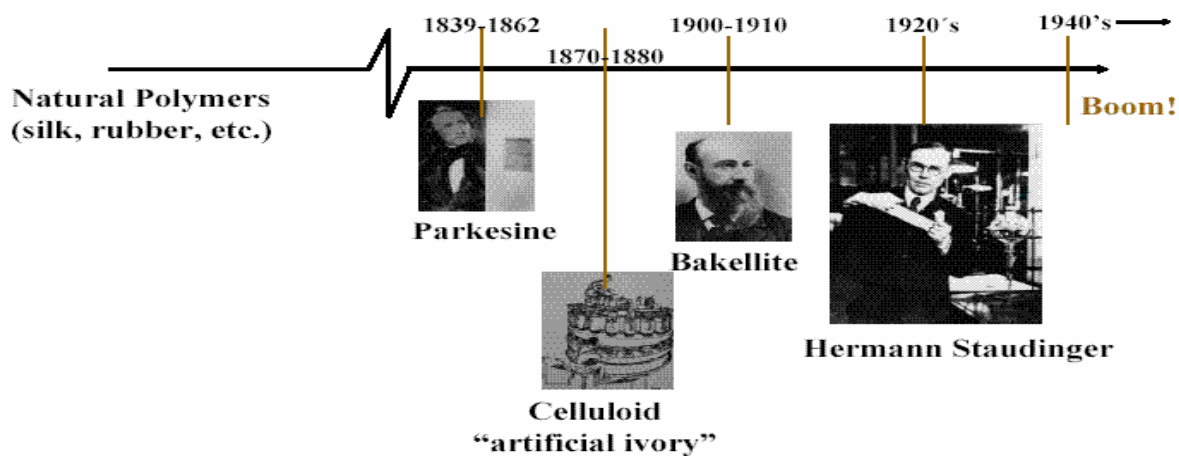 1839-1862
1870-1880
1900-1910
1920´s
1940’s
Natural Polymers
(silk, rubber, etc.)
Boom!
Parkesine
Bakellite
Hermann Staudinger
Celluloid
“artificial ivory”